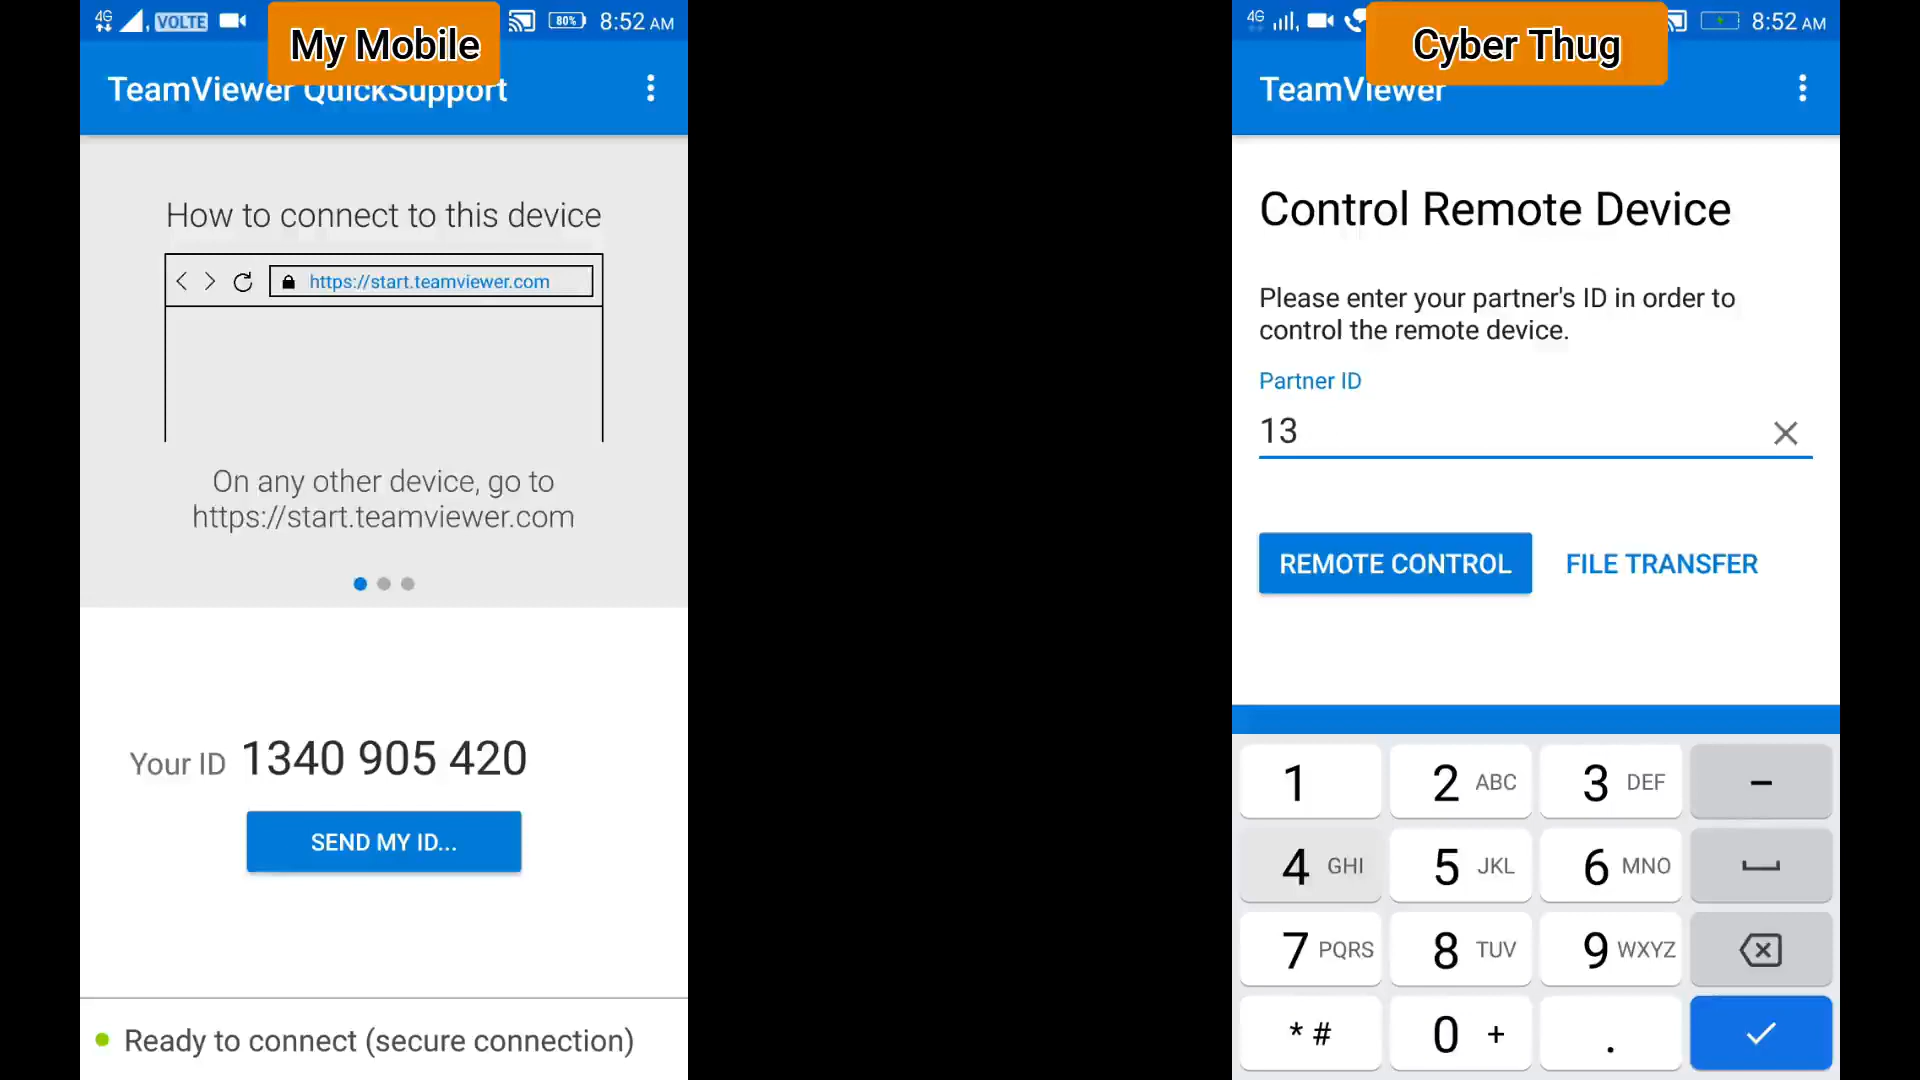 4G VOLTE 80% 8:52 AM
My Mobile
TeamViewer QuickSupport
How to connect to this device
https://start.teamviewer.com
On any other device, go to
https://start.teamviewer.com
Your ID 1340 905 420
SEND MY ID...
Ready to connect (secure connection)
4G 8:52 AM
Cyber Thug
TeamViewer
Control Remote Device
Please enter your partner's ID in order to
control the remote device.
Partner ID
13
REMOTE CONTROL FILE TRANSFER
1 2 ABC 3 DEF -
4 GHI 5 JKL 6 MNO
7 PQRS 8 TUV 9 WXYZ
* # 0 + .